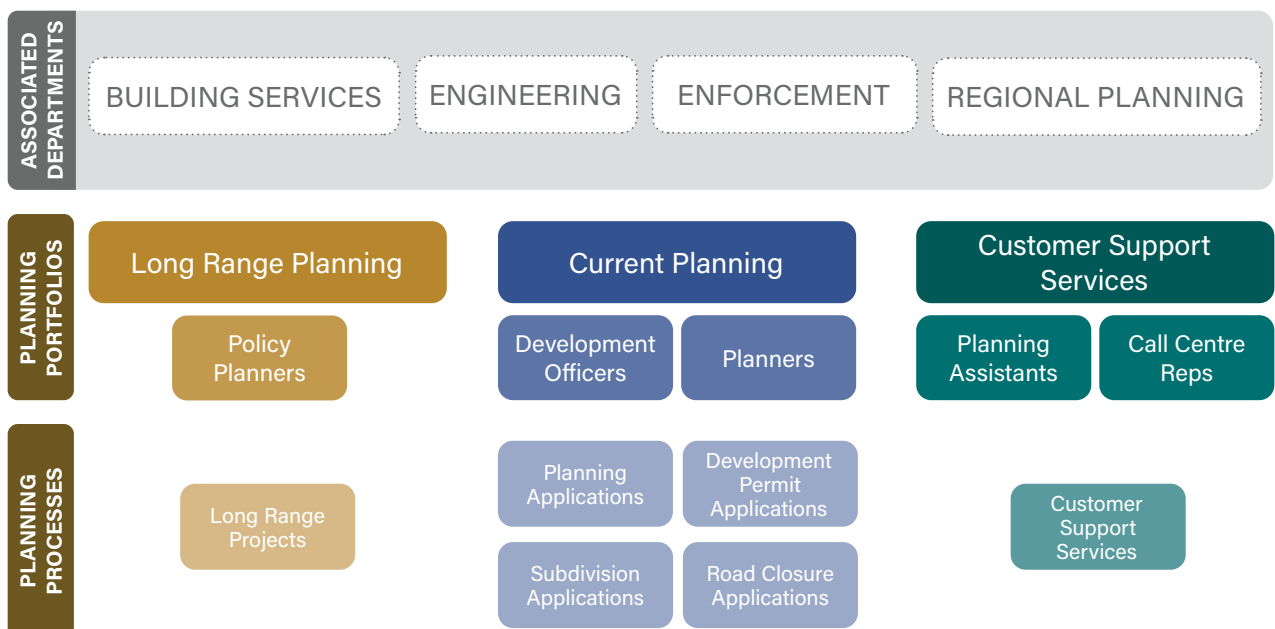 ASSOCIATED
DEPARTMENTS
BUILDING SERVICES
ENGINEERING
ENFORCEMENT
REGIONAL PLANNING
PLANNING
PORTFOLIOS
Long Range Planning
Current Planning
Customer Support
Services
Policy
Planners
Development
Officers
Planners
Planning
Assistants
Call Centre
Reps
PLANNING
PROCESSES
Long Range
Projects
Planning
Applications
Development
Permit
Applications
Subdivision
Applications
Road Closure
Applications
Customer
Support
Services